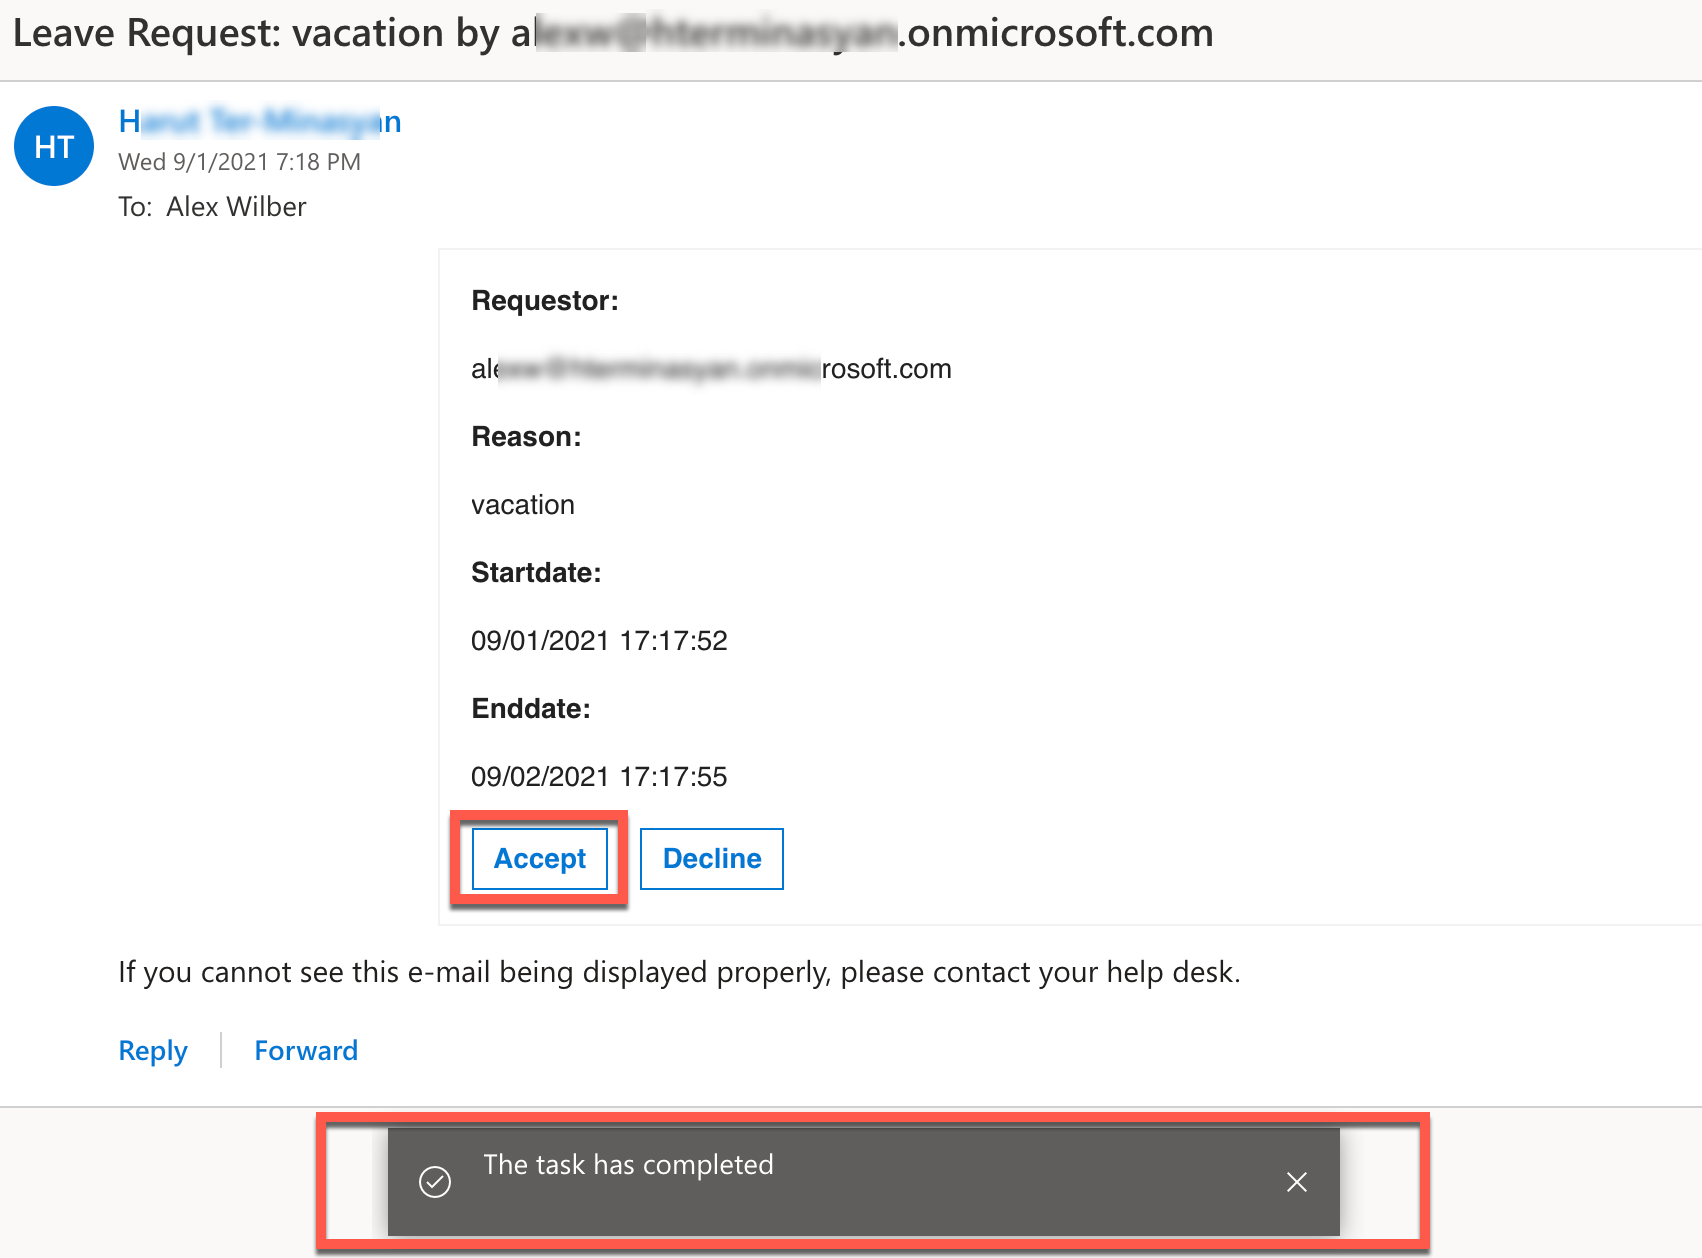 Leave Request: vacation by al .onmicrosoft.com
HT
H n
Wed 9/1/2021 7:18 PM
To: Alex Wilber
Requestor:
ale rosoft.com
Reason:
vacation
Startdate:
09/01/2021 17:17:52
Enddate:
09/02/2021 17:17:55
Accept Decline
If you cannot see this e-mail being displayed properly, please contact your help desk.
Reply Forward
The task has completed